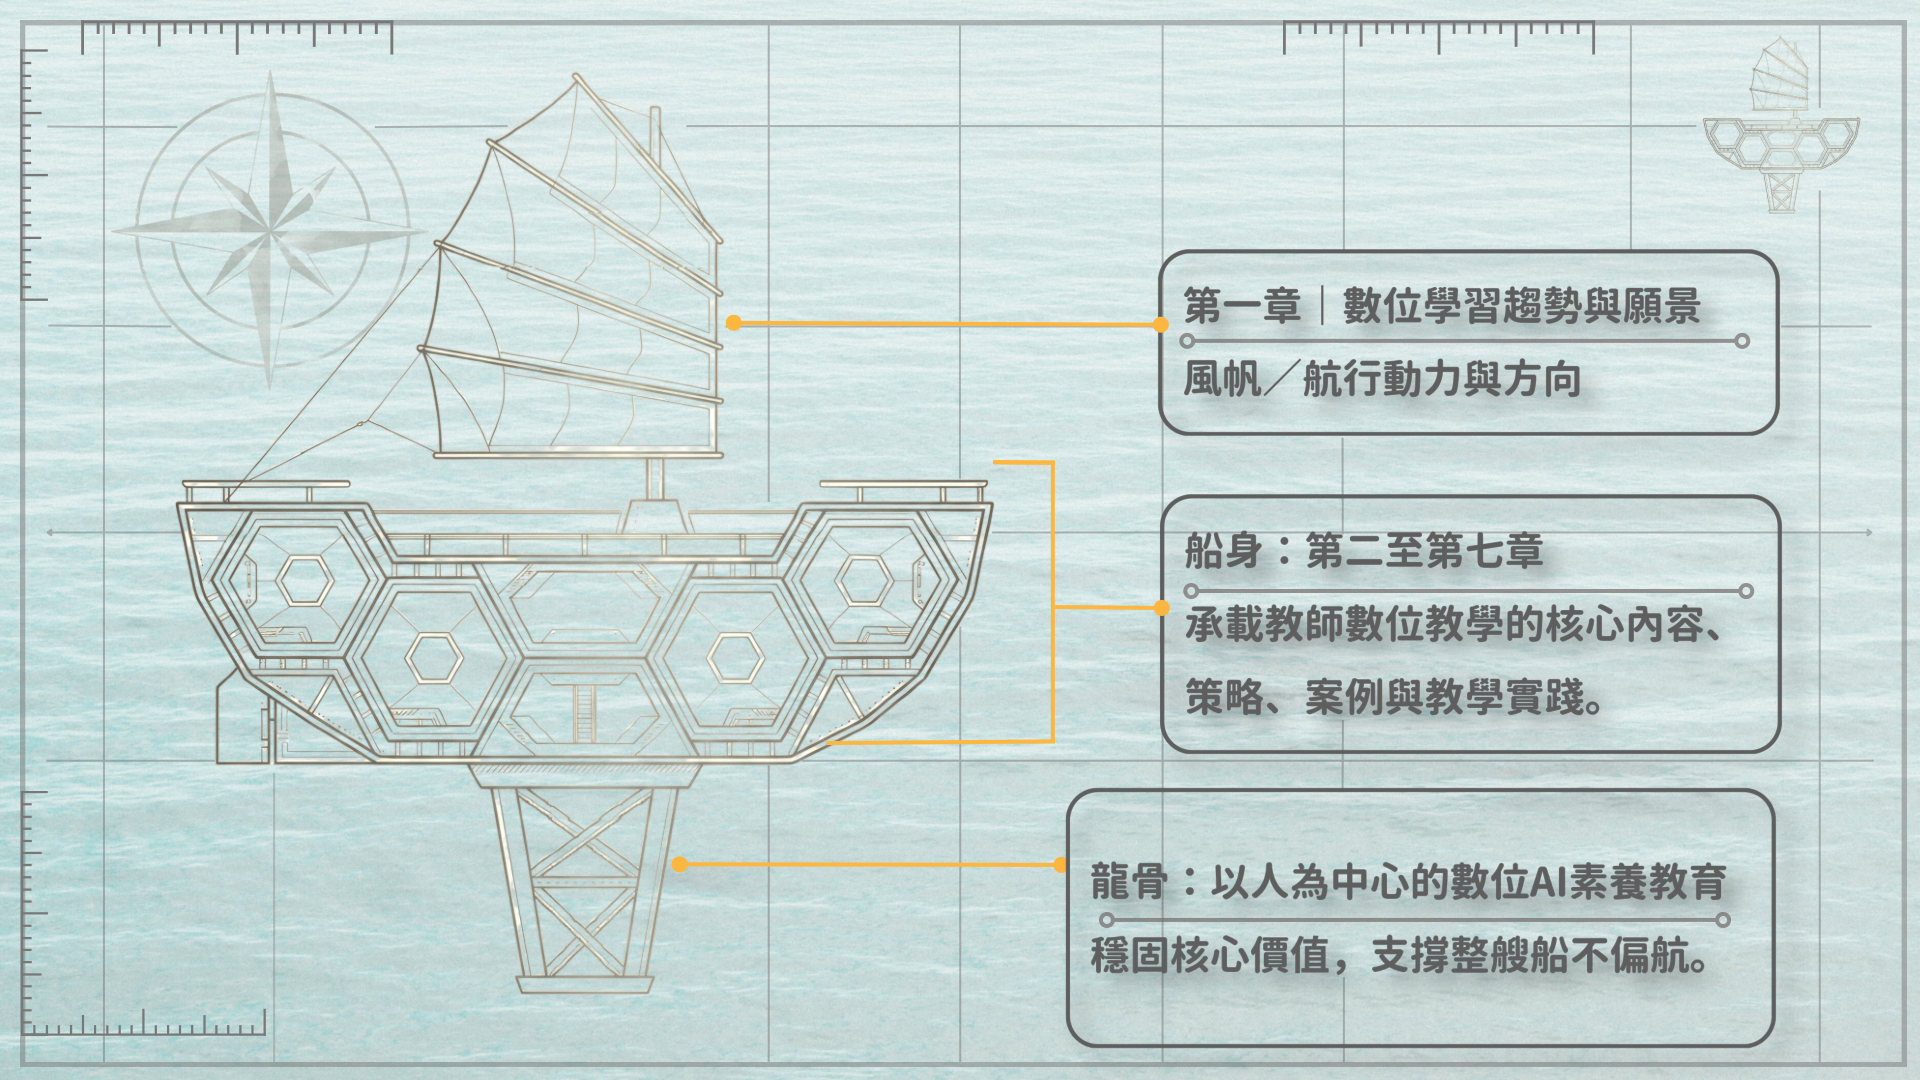 第一章｜數位學習趨勢與願景
風帆／航行動力與方向
船身：第二至第七章
承載教師數位教學的核心內容、
策略、案例與教學實踐。
龍骨：以人為中心的數位AI素養教育
穩固核心價值，支撐整艘船不偏航。